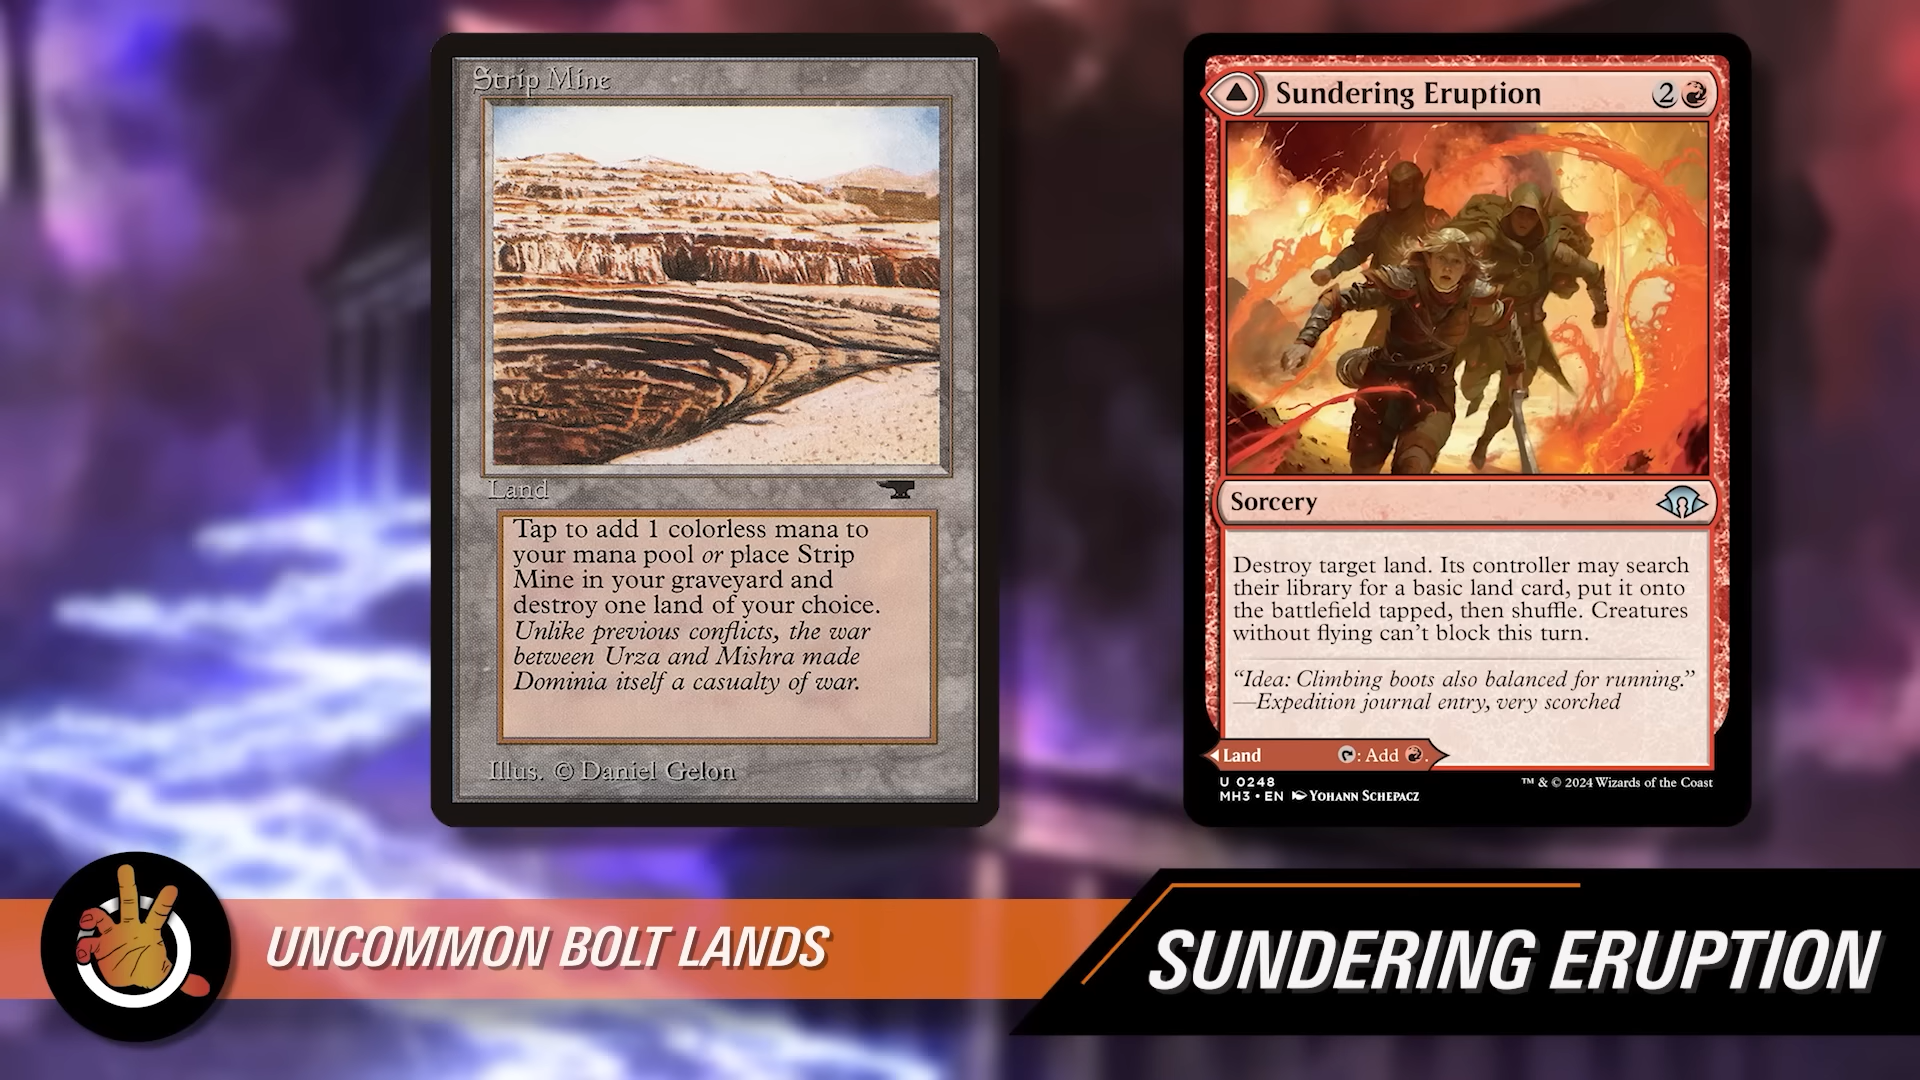 Strip Mine
Land
Tap to add 1 colorless mana to
your mana pool or place Strip
Mine in your graveyard and
destroy one land of your choice.
Unlike previous conflicts, the war
between Urza and Mishra made
Dominia itself a casualty of war.
Illus. © Daniel Gelon
Sundering Eruption 2
Sorcery
Destroy target land. Its controller may search
their library for a basic land card, put it onto
the battlefield tapped, then shuffle. Creatures
without flying can't block this turn.
“Idea: Climbing boots also balanced for running.”
—Expedition journal entry, very scorched
Land : Add .
U 0248
MH3 • EN YOHANN SCHEPACZ
™ & © 2024 Wizards of the Coast
UNCOMMON BOLT LANDS
SUNDERING ERUPTION